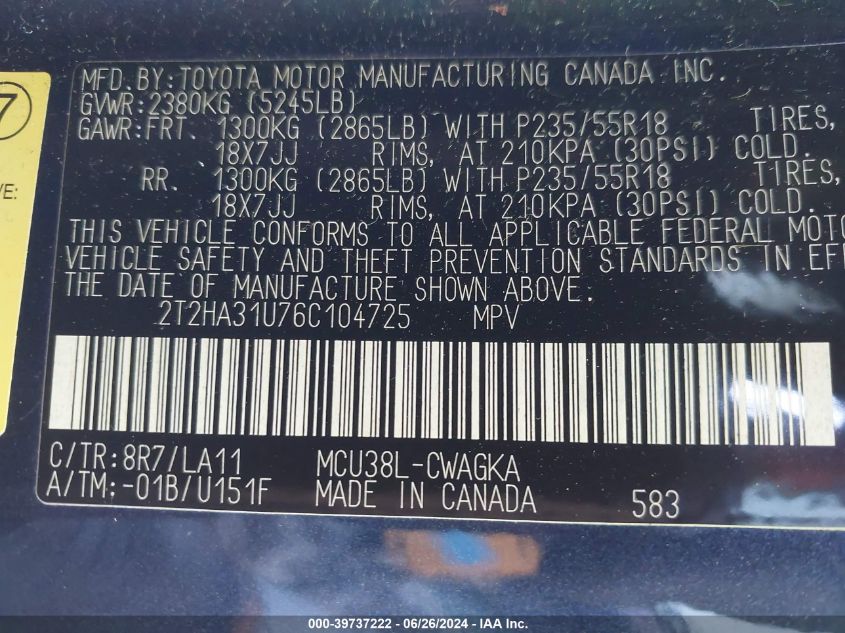 MFD.BY:TOYOTA MOTOR MANUFACTURING CANADA INC.
GVWR:2380KG (5245LB)
GAWR:FRT. 1300KG (2865LB) WITH P235/55R18 TIRES,
18X7JJ RIMS, AT 210KPA (30PSI) COLD.
RR. 1300KG (2865LB) WITH P235/55R18 TIRES,
18X7JJ RIMS, AT 210KPA (30PSI) COLD.
THIS VEHICLE CONFORMS TO ALL APPLICABLE FEDERAL MOTO
VEHICLE SAFETY AND THEFT PREVENTION STANDARDS IN EFF
THE DATE OF MANUFACTURE SHOWN ABOVE.
2T2HA31U76C104725 MPV
C/TR:8R7/LA11 MCU38L-CWAGKA
A/TM:-01B/U151F MADE IN CANADA 583
7
VE:
000-39737222 - 06/26/2024 - IAA Inc.